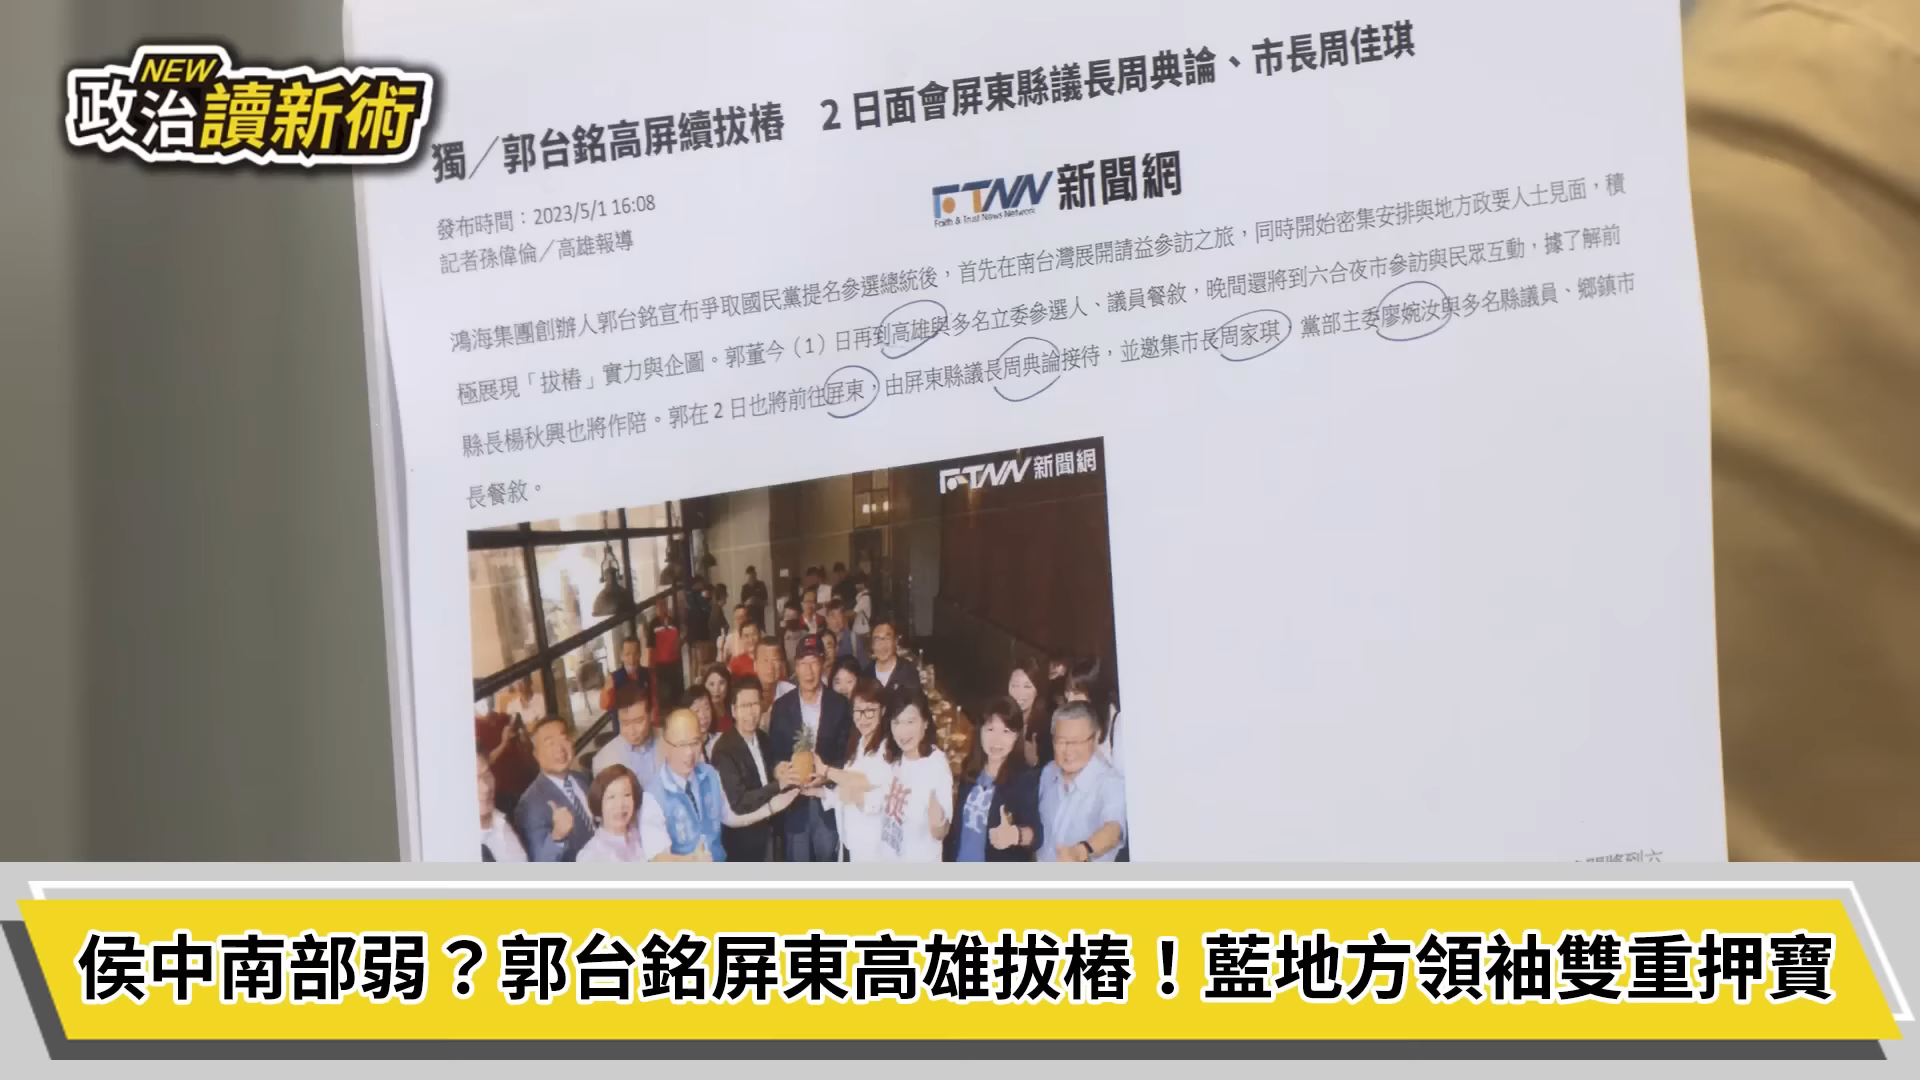 NEW
政治讀新術
獨／郭台銘高屏續拔樁 2 日面會屏東縣議長周典論、市長周佳琪
發布時間：2023/5/1 16:08
記者孫偉倫／高雄報導
FTNN 新聞網
Faith & Trust News Network
鴻海集團創辦人郭台銘宣布爭取國民黨提名參選總統後，首先在南台灣展開請益參訪之旅，同時開始密集安排與地方政要人士見面，積
極展現「拔樁」實力與企圖。郭董今（1）日再到高雄與多名立委參選人、議員餐敘，晚間還將到六合夜市參訪與民眾互動，據了解前
縣長楊秋興也將作陪。郭在 2 日也將前往屏東，由屏東縣議長周典論接待，並邀集市長周家琪，黨部主委廖婉汝與多名縣議員、鄉鎮市
長餐敘。
FTNN 新聞網
挺
侯中南部弱？郭台銘屏東高雄拔樁！藍地方領袖雙重押寶